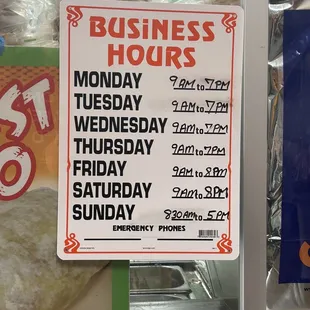 BUSINESS
HOURS
MONDAY 9AM to 7PM
TUESDAY 9AM to 7PM
WEDNESDAY 9AM to 7PM
THURSDAY 9AM to 7PM
FRIDAY 9AM to 8PM
SATURDAY 9AM to 8PM
SUNDAY 830AM to 5PM
EMERGENCY PHONES
ST
O